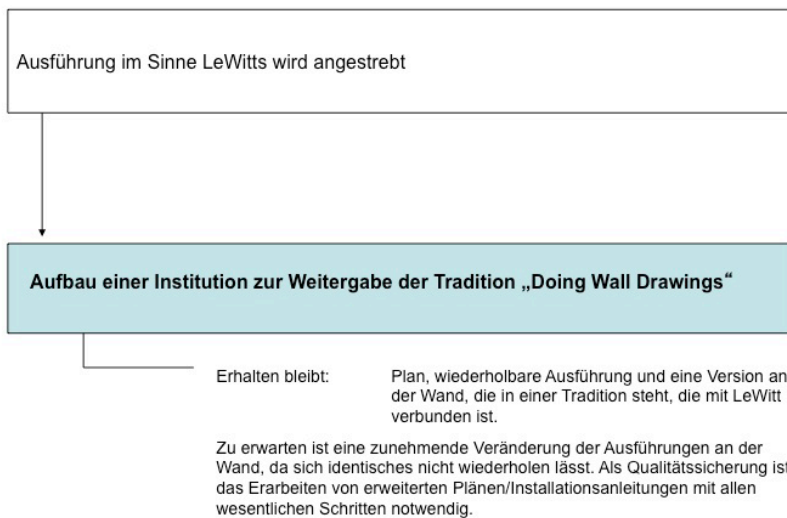 Ausführung im Sinne LeWitts wird angestrebt
Aufbau einer Institution zur Weitergabe der Tradition „Doing Wall Drawings“
Erhalten bleibt: Plan, wiederholbare Ausführung und eine Version an
der Wand, die in einer Tradition steht, die mit LeWitt
verbunden ist.
Zu erwarten ist eine zunehmende Veränderung der Ausführungen an der
Wand, da sich identisches nicht wiederholen lässt. Als Qualitätssicherung ist
das Erarbeiten von erweiterten Plänen/Installationsanleitungen mit allen
wesentlichen Schritten notwendig.